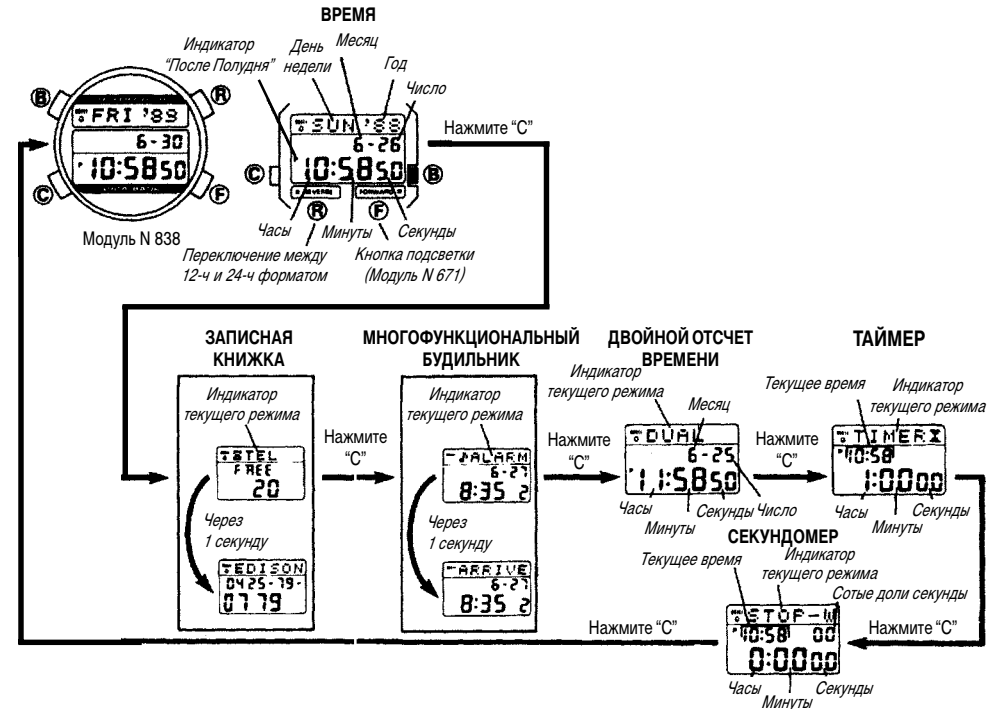 ВРЕМЯ
Индикатор
"После Полудня"
День
недели
Месяц
Год
Число
B
R
FRI '89
6-30
P 10:58 50
C
F
Модуль N 838
SUN '88
6-26
10:58 50
C
B
REVERSE
FORWARD
R
F
Часы
Минуты
Секунды
Переключение между
12-ч и 24-ч форматом
Кнопка подсветки
(Модуль N 671)
Нажмите "C"
ЗАПИСНАЯ
КНИЖКА
Индикатор
текущего режима
TEL
FREE
20
Через
1 секунду
EDISON
0425-79-
0779
Нажмите
"C"
МНОГОФУНКЦИОНАЛЬНЫЙ
БУДИЛЬНИК
Индикатор
текущего режима
ALARM
6-27
8:35 2
Через
1 секунду
ARRIVE
6-27
8:35 2
Нажмите
"C"
ДВОЙНОЙ ОТСЧЕТ
ВРЕМЕНИ
Индикатор
текущего режима
Месяц
DUAL
6-25
P 11:58 50
Часы
Минуты
Секунды
Число
Нажмите
"C"
ТАЙМЕР
Текущее время
Индикатор
текущего режима
TIMER
P 10:58
1:00 00
Часы
Минуты
Секунды
СЕКУНДОМЕР
Текущее время
Индикатор
текущего режима
Сотые доли секунды
STOP-W
P 10:58 00
0:00 00
Часы
Минуты
Секунды
Нажмите "C"
Нажмите "C"